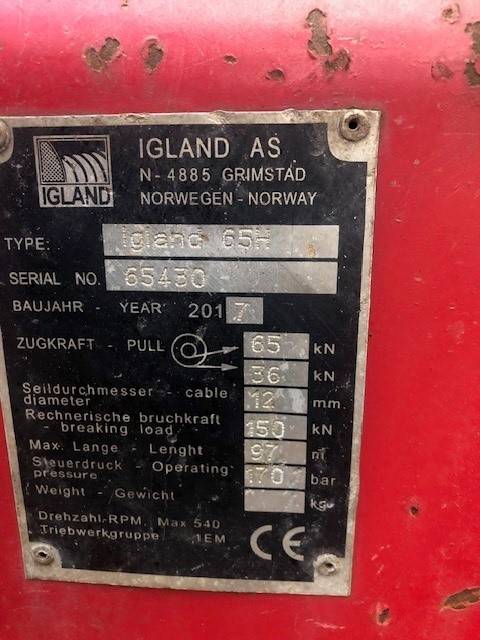 IGLAND
IGLAND AS
N-4885 GRIMSTAD
NORWEGEN-NORWAY
TYPE: Igland 65H
SERIAL NO. 65430
BAUJAHR - YEAR 2017
ZUGKRAFT - PULL 65 kN
36 kN
Seildurchmesser - cable
diameter 12 mm.
Rechnerische bruchkraft
- breaking load 150 kN
Max. Lange - Lenght 97 m
Steuerdruck - Operating
pressure 170 bar
Weight - Gewicht kg
Drehzahl-RPM. Max 540
Triebwerkgruppe. 1EM
CE